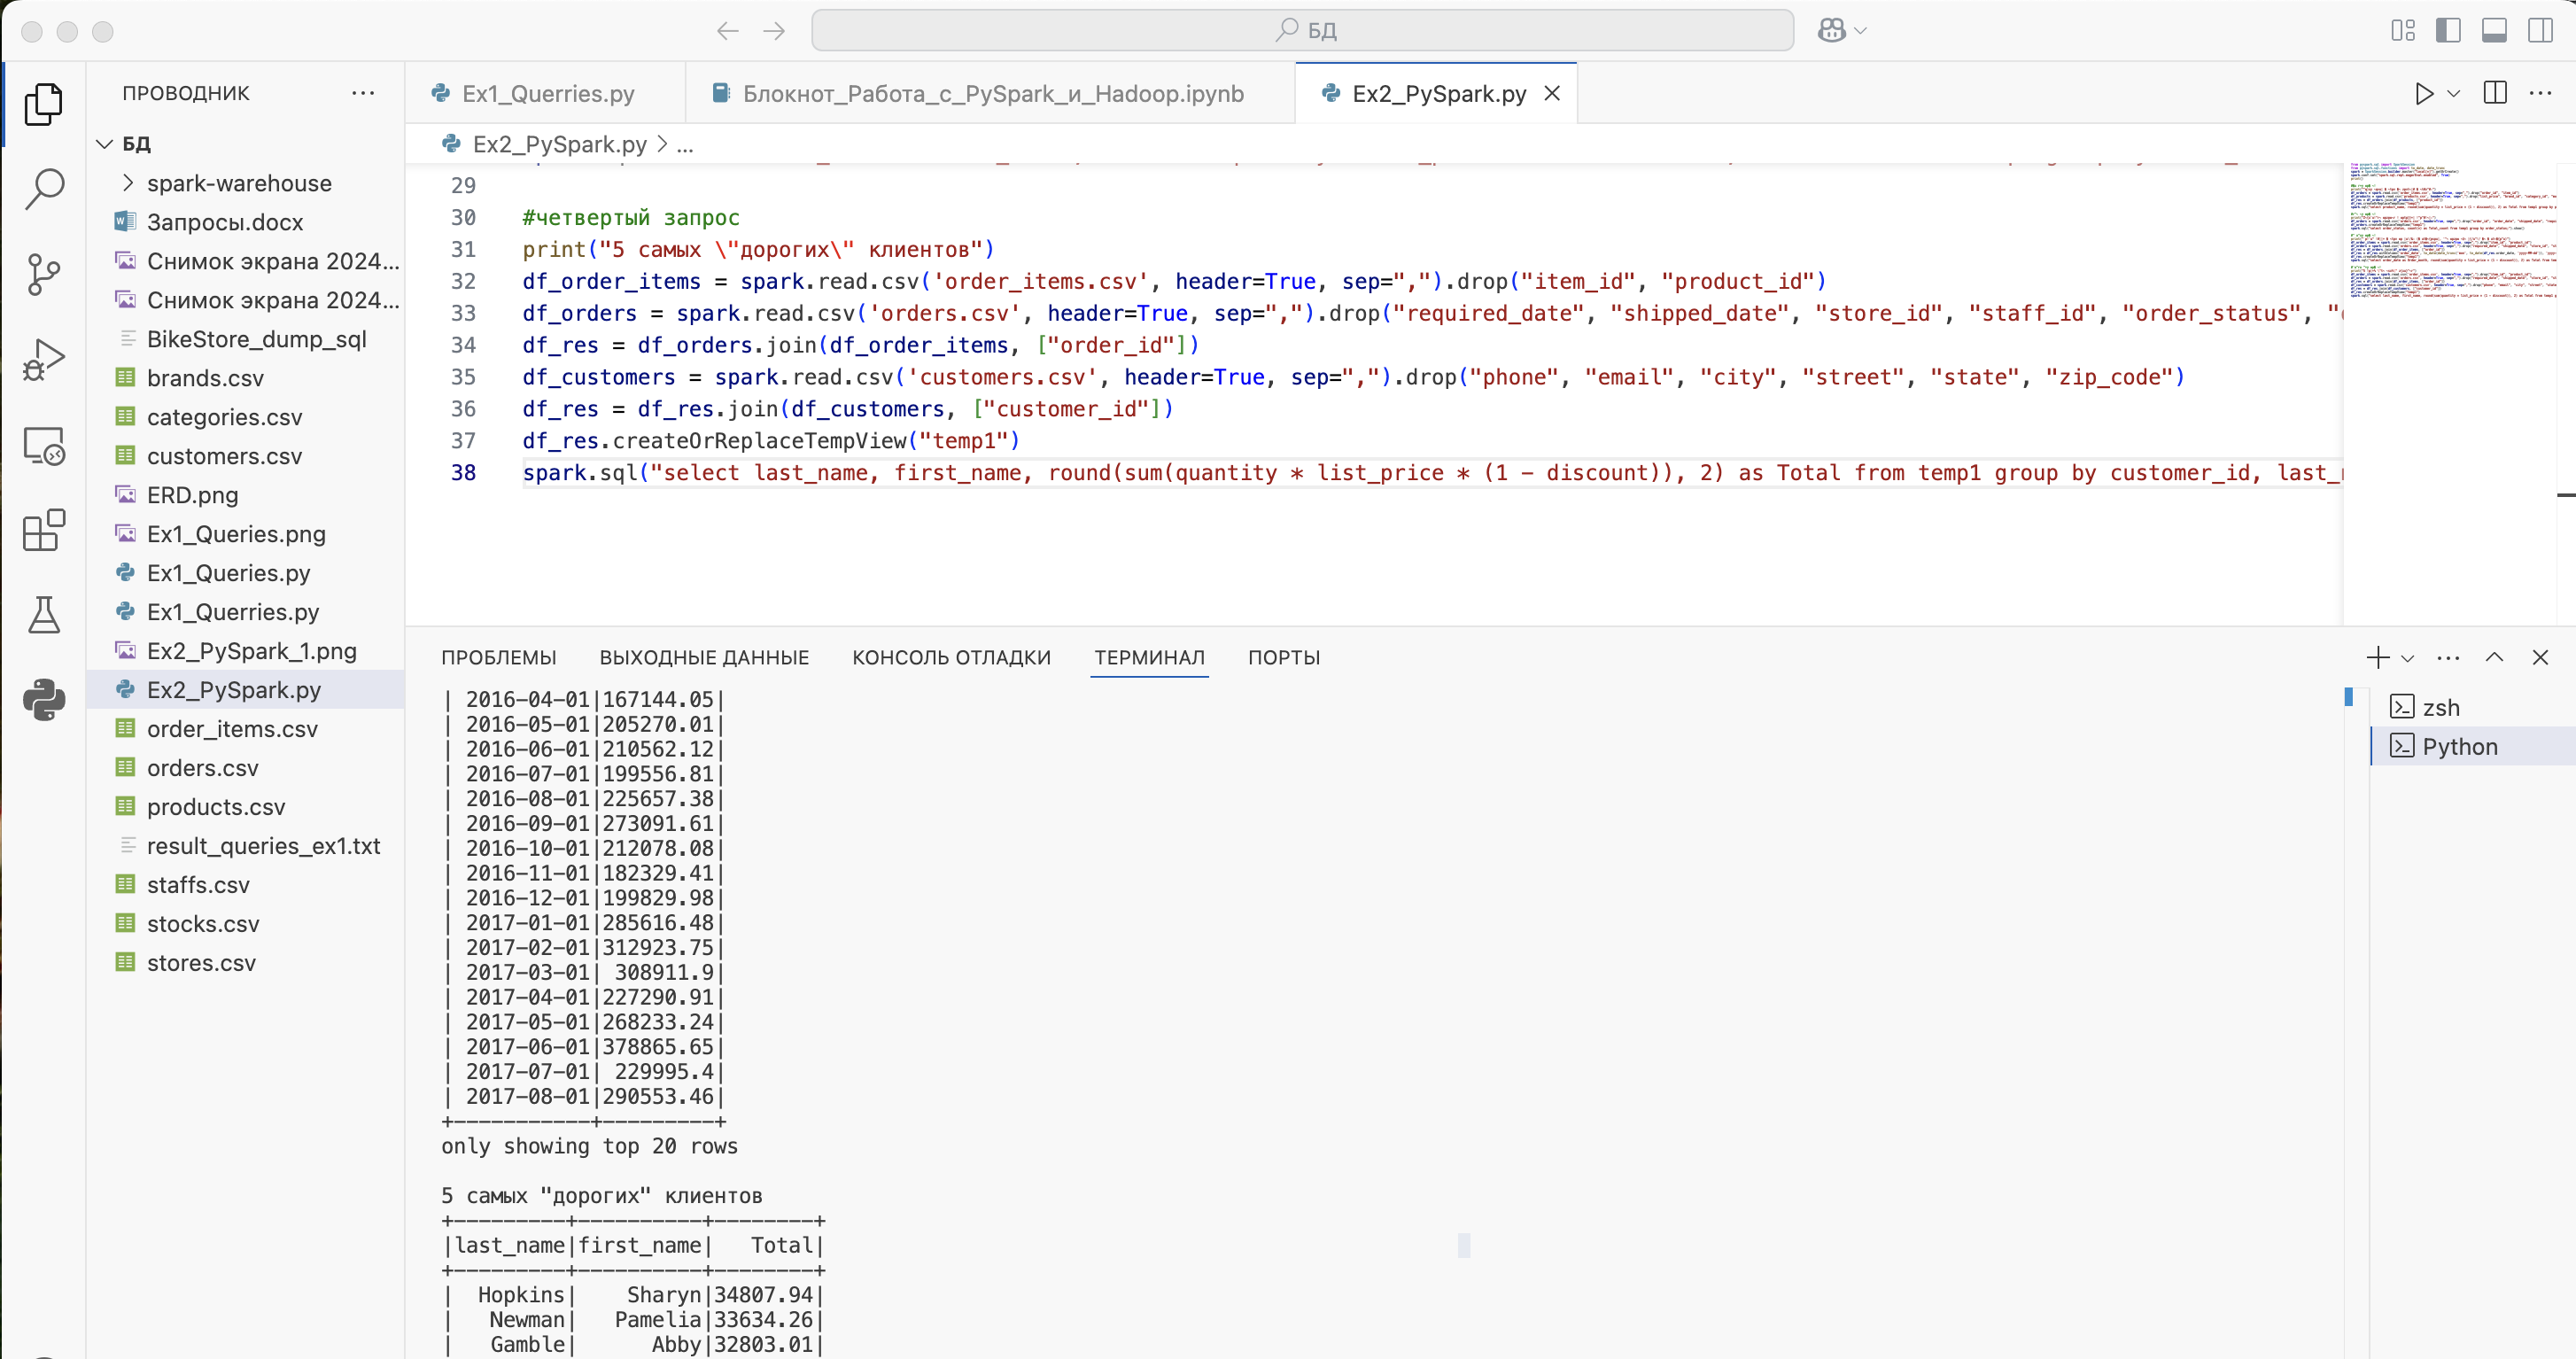 БД
ПРОВОДНИК
БД
spark-warehouse
Запросы.docx
Снимок экрана 2024...
Снимок экрана 2024...
BikeStore_dump_sql
brands.csv
categories.csv
customers.csv
ERD.png
Ex1_Queries.png
Ex1_Queries.py
Ex1_Querries.py
Ex2_PySpark_1.png
Ex2_PySpark.py
order_items.csv
orders.csv
products.csv
result_queries_ex1.txt
staffs.csv
stocks.csv
stores.csv
Ex1_Querries.py
Блокнот_Работа_с_PySpark_и_Hadoop.ipynb
Ex2_PySpark.py
Ex2_PySpark.py > ...
29
30 #четвертый запрос
31 print("5 самых \"дорогих\" клиентов")
32 df_order_items = spark.read.csv('order_items.csv', header=True, sep=",").drop("item_id", "product_id")
33 df_orders = spark.read.csv('orders.csv', header=True, sep=",").drop("required_date", "shipped_date", "store_id", "staff_id", "order_status", "
34 df_res = df_orders.join(df_order_items, ["order_id"])
35 df_customers = spark.read.csv('customers.csv', header=True, sep=",").drop("phone", "email", "city", "street", "state", "zip_code")
36 df_res = df_res.join(df_customers, ["customer_id"])
37 df_res.createOrReplaceTempView("temp1")
38 spark.sql("select last_name, first_name, round(sum(quantity * list_price * (1 - discount)), 2) as Total from temp1 group by customer_id, last_
ПРОБЛЕМЫ ВЫХОДНЫЕ ДАННЫЕ КОНСОЛЬ ОТЛАДКИ ТЕРМИНАЛ ПОРТЫ
| 2016-04-01|167144.05|
| 2016-05-01|205270.01|
| 2016-06-01|210562.12|
| 2016-07-01|199556.81|
| 2016-08-01|225657.38|
| 2016-09-01|273091.61|
| 2016-10-01|212078.08|
| 2016-11-01|182329.41|
| 2016-12-01|199829.98|
| 2017-01-01|285616.48|
| 2017-02-01|312923.75|
| 2017-03-01| 308911.9|
| 2017-04-01|227290.91|
| 2017-05-01|268233.24|
| 2017-06-01|378865.65|
| 2017-07-01| 229995.4|
| 2017-08-01|290553.46|
+-----------+---------+
only showing top 20 rows
5 самых "дорогих" клиентов
+---------+----------+--------+
|last_name|first_name|   Total|
+---------+----------+--------+
|  Hopkins|    Sharyn|34807.94|
|   Newman|   Pamelia|33634.26|
|   Gamble|      Abby|32803.01|
zsh
Python